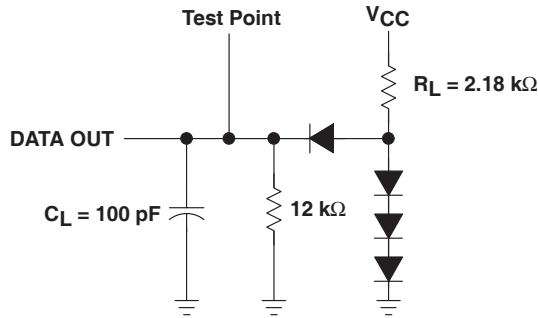 Test Point
VCC
RL = 2.18 kΩ
DATA OUT
CL = 100 pF
12 kΩ